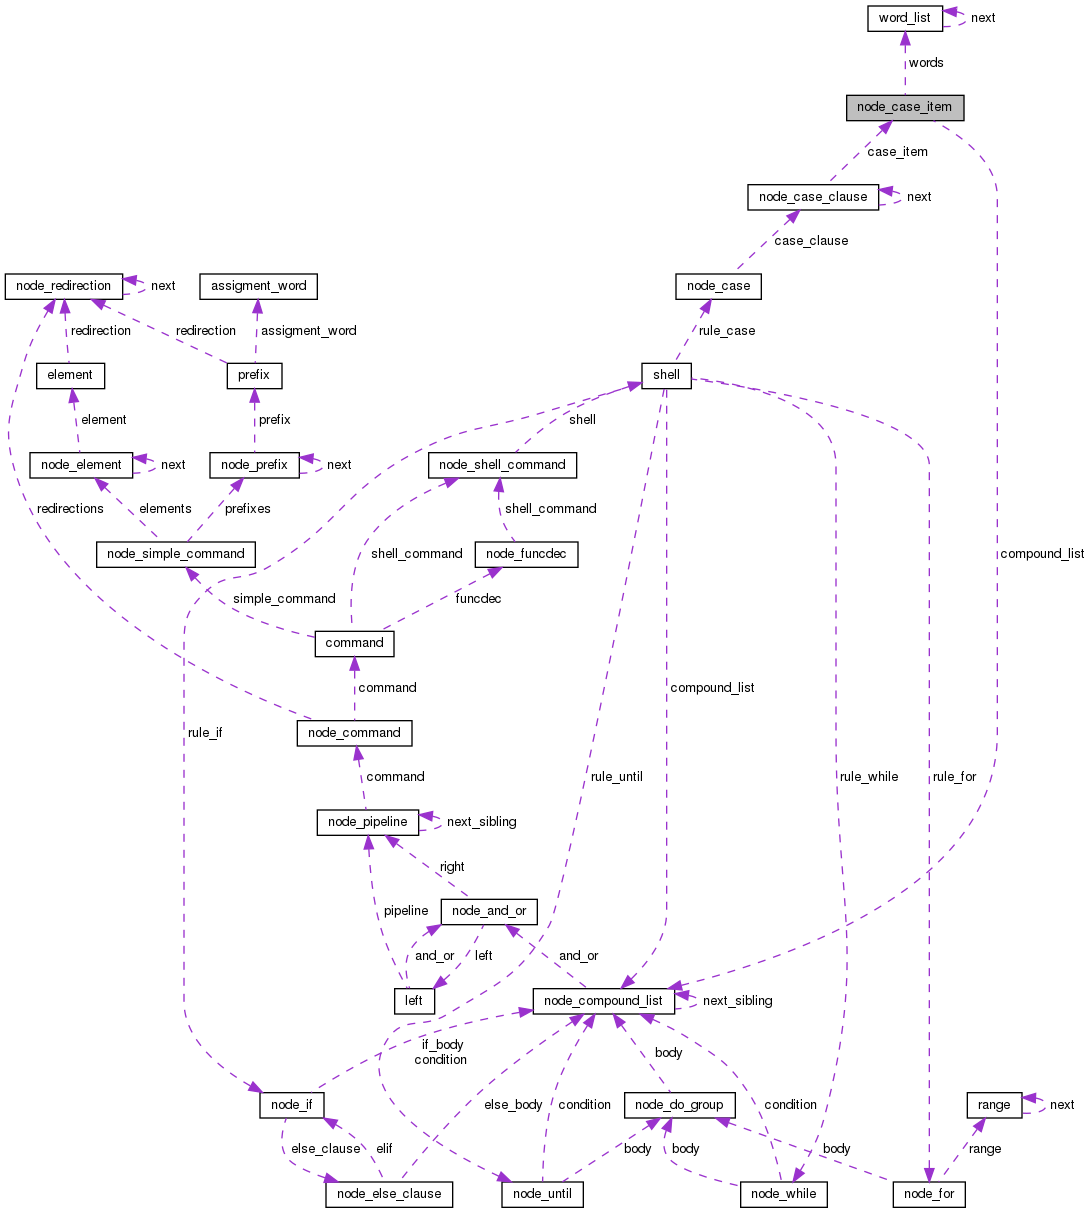 word_list
next
words
node_case_item
case_item
node_case_clause
next
case_clause
node_redirection
next
assigment_word
node_case
redirection
redirection
assigment_word
rule_case
element
prefix
shell
element
prefix
shell
node_element
next
node_prefix
next
node_shell_command
redirections
elements
prefixes
shell_command
node_simple_command
shell_command
node_funcdec
compound_list
simple_command
funcdec
command
command
compound_list
rule_if
node_command
command
rule_until
rule_while
rule_for
node_pipeline
next_sibling
right
pipeline
node_and_or
and_or
left
and_or
left
node_compound_list
next_sibling
if_body
condition
body
node_if
else_body
condition
node_do_group
condition
range
next
else_clause
elif
body
body
body
range
node_else_clause
node_until
node_while
node_for